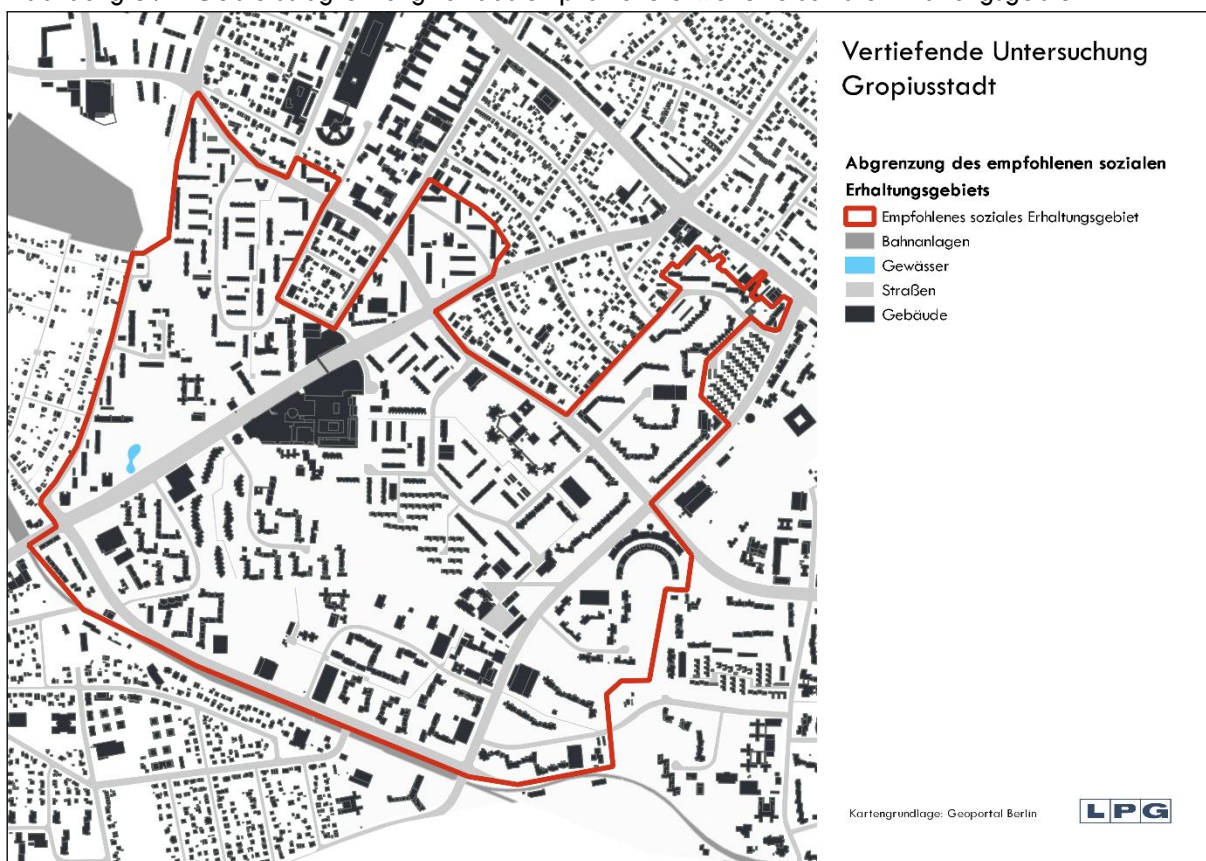 Vertiefende Untersuchung
Gropiusstadt
Abgrenzung des empfohlenen sozialen
Erhaltungsgebiets
Empfohlenes soziales Erhaltungsgebiet
Bahnanlagen
Gewässer
Straßen
Gebäude
Kartengrundlage: Geoportal Berlin
LPG